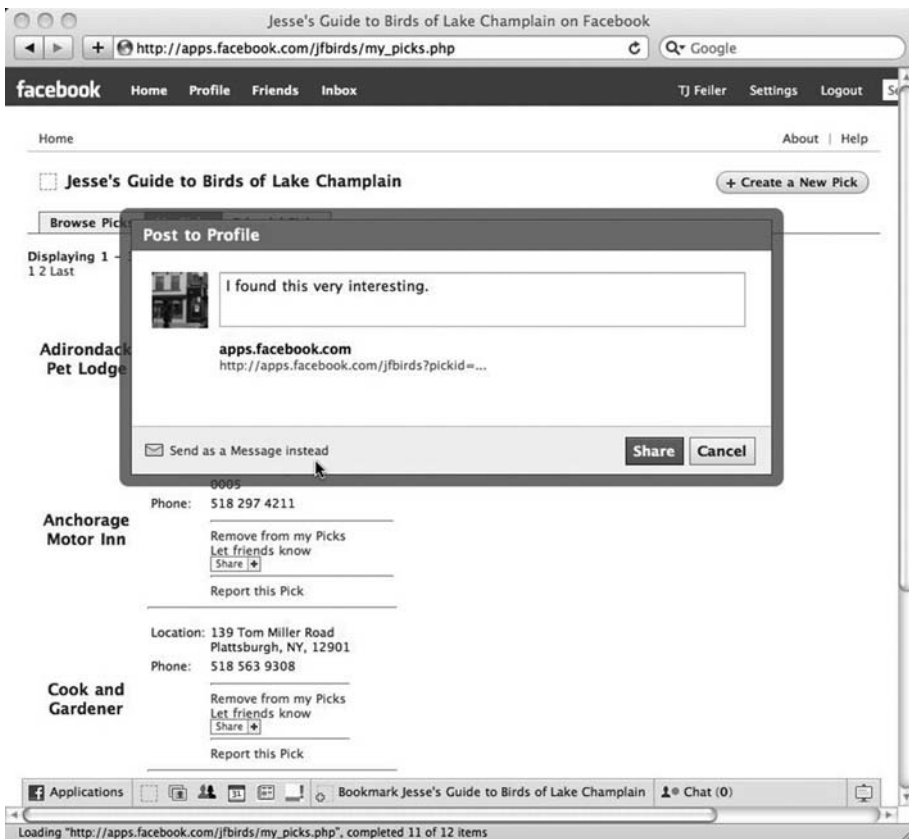 Jesse's Guide to Birds of Lake Champlain on Facebook
http://apps.facebook.com/jfbirds/my_picks.php
Google
facebook Home Profile Friends Inbox TJ Feiler Settings Logout
Home About | Help
Jesse's Guide to Birds of Lake Champlain + Create a New Pick
Browse Picks
Post to Profile
Displaying 1 –
1 2 Last
I found this very interesting.
Adirondack
Pet Lodge
apps.facebook.com
http://apps.facebook.com/jfbirds?pickid=...
Send as a Message instead Share Cancel
0005
Phone: 518 297 4211
Anchorage
Motor Inn
Remove from my Picks
Let friends know
Share +
Report this Pick
Location: 139 Tom Miller Road
Plattsburgh, NY, 12901
Phone: 518 563 9308
Cook and
Gardener
Remove from my Picks
Let friends know
Share +
Report this Pick
Applications 31 Bookmark Jesse's Guide to Birds of Lake Champlain Chat (0)
Loading "http://apps.facebook.com/jfbirds/my_picks.php", completed 11 of 12 items